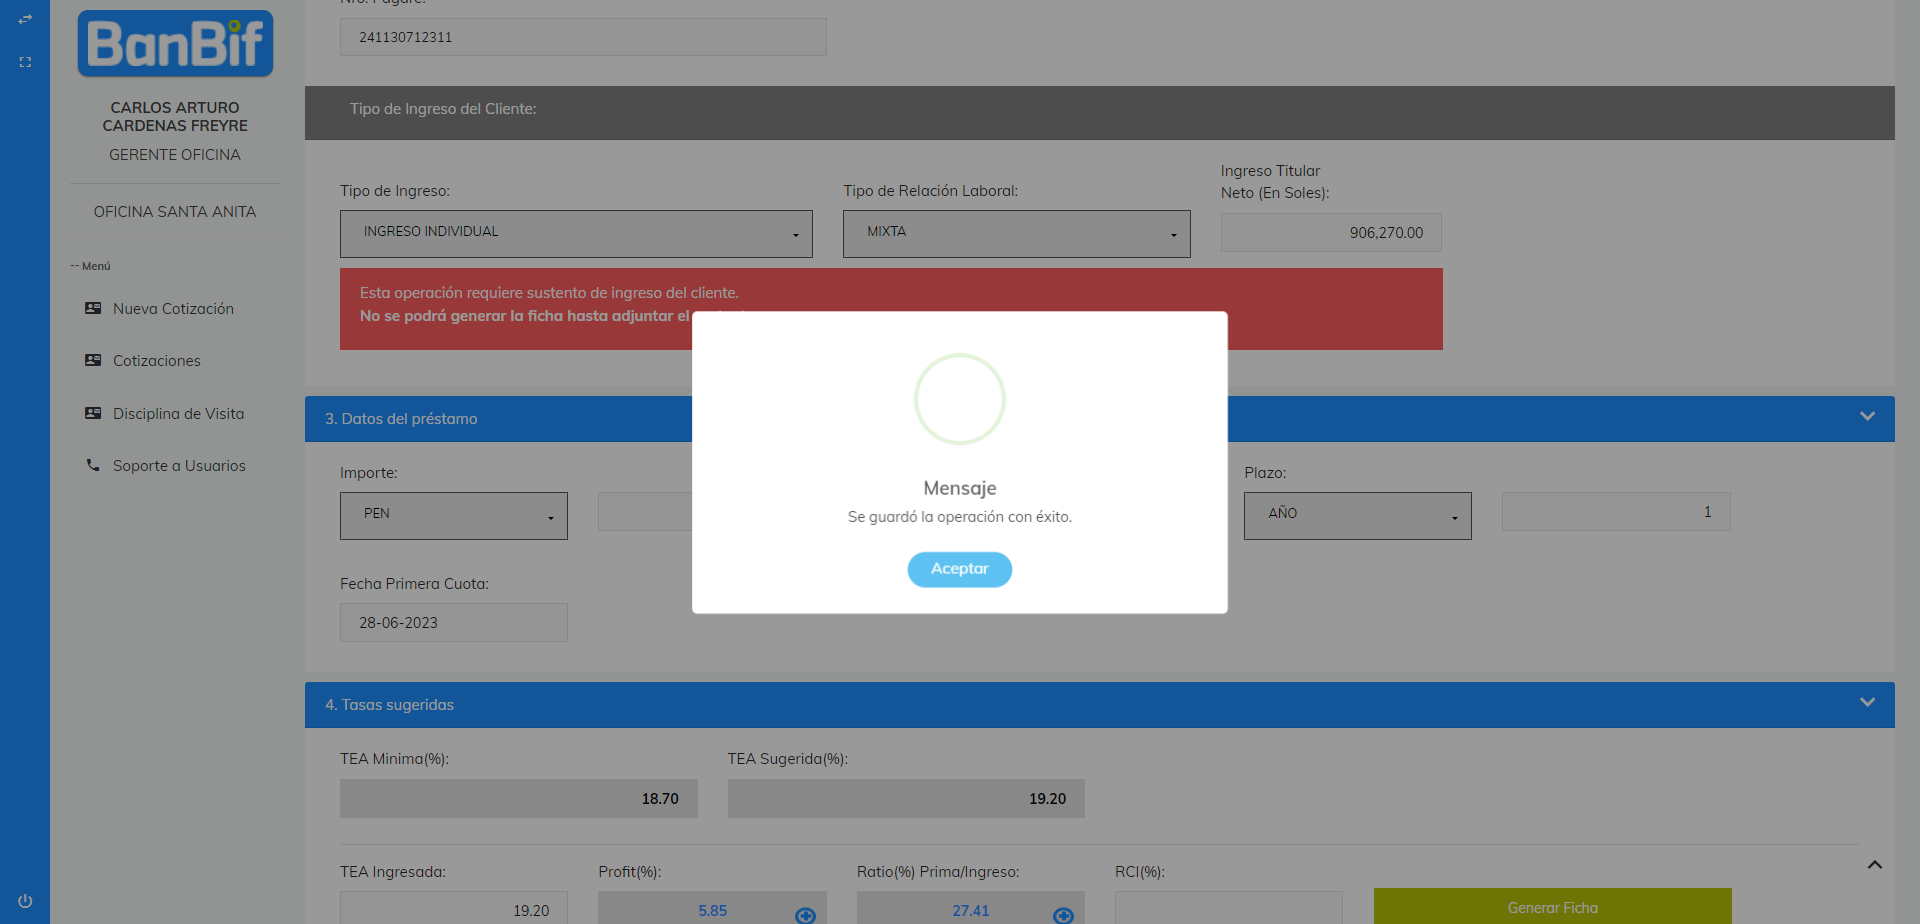 BanBif
CARLOS ARTURO
CARDENAS FREYRE
GERENTE OFICINA
OFICINA SANTA ANITA
-- Menú
Nueva Cotización
Cotizaciones
Disciplina de Visita
Soporte a Usuarios
241130712311
Tipo de Ingreso del Cliente:
Tipo de Ingreso:
Tipo de Relación Laboral:
Ingreso Titular
Neto (En Soles):
INGRESO INDIVIDUAL
MIXTA
906,270.00
Esta operación requiere sustento de ingreso del cliente.
No se podrá generar la ficha hasta adjuntar el
Mensaje
Se guardó la operación con éxito.
Aceptar
3. Datos del préstamo
Importe:
Plazo:
PEN
AÑO
1
Fecha Primera Cuota:
28-06-2023
4. Tasas sugeridas
TEA Minima(%):
TEA Sugerida(%):
18.70
19.20
TEA Ingresada:
Profit(%):
Ratio(%) Prima/Ingreso:
RCI(%):
19.20
5.85
27.41
Generar Ficha